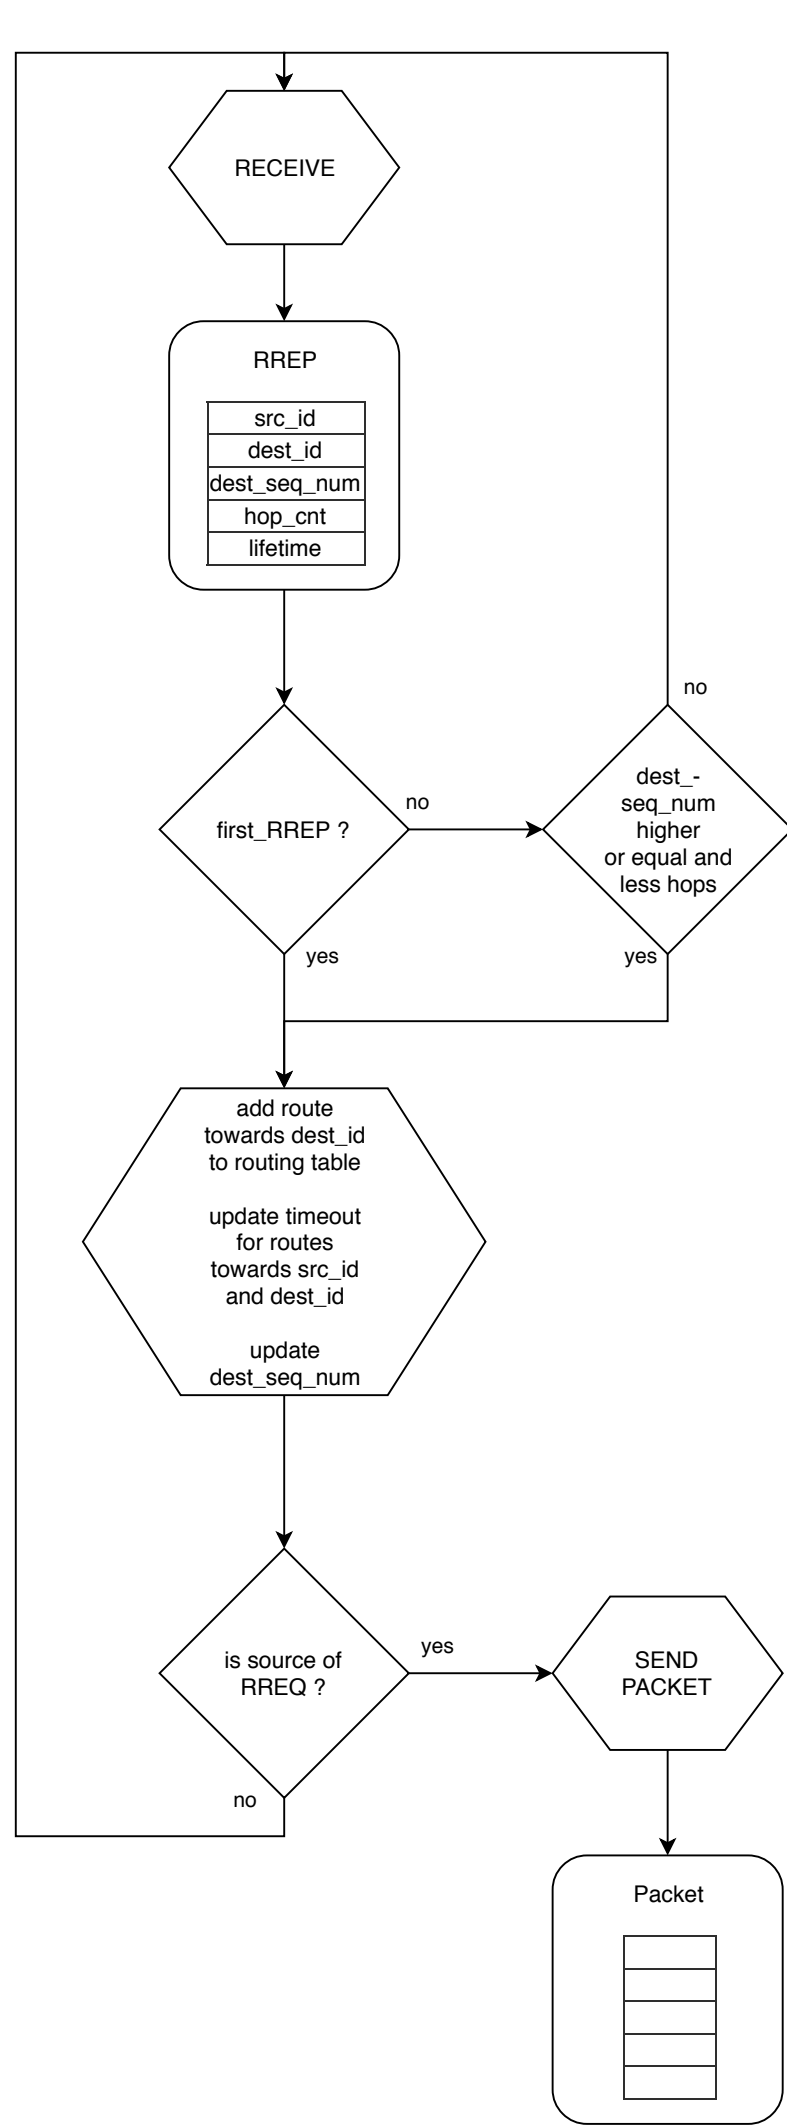 RECEIVE
RREP
src_id
dest_id
dest_seq_num
hop_cnt
lifetime
no
first_RREP ?
no
dest_-
seq_num
higher
or equal and
less hops
yes
yes
add route
towards dest_id
to routing table
update timeout
for routes
towards src_id
and dest_id
update
dest_seq_num
is source of
RREQ ?
yes
SEND
PACKET
no
Packet